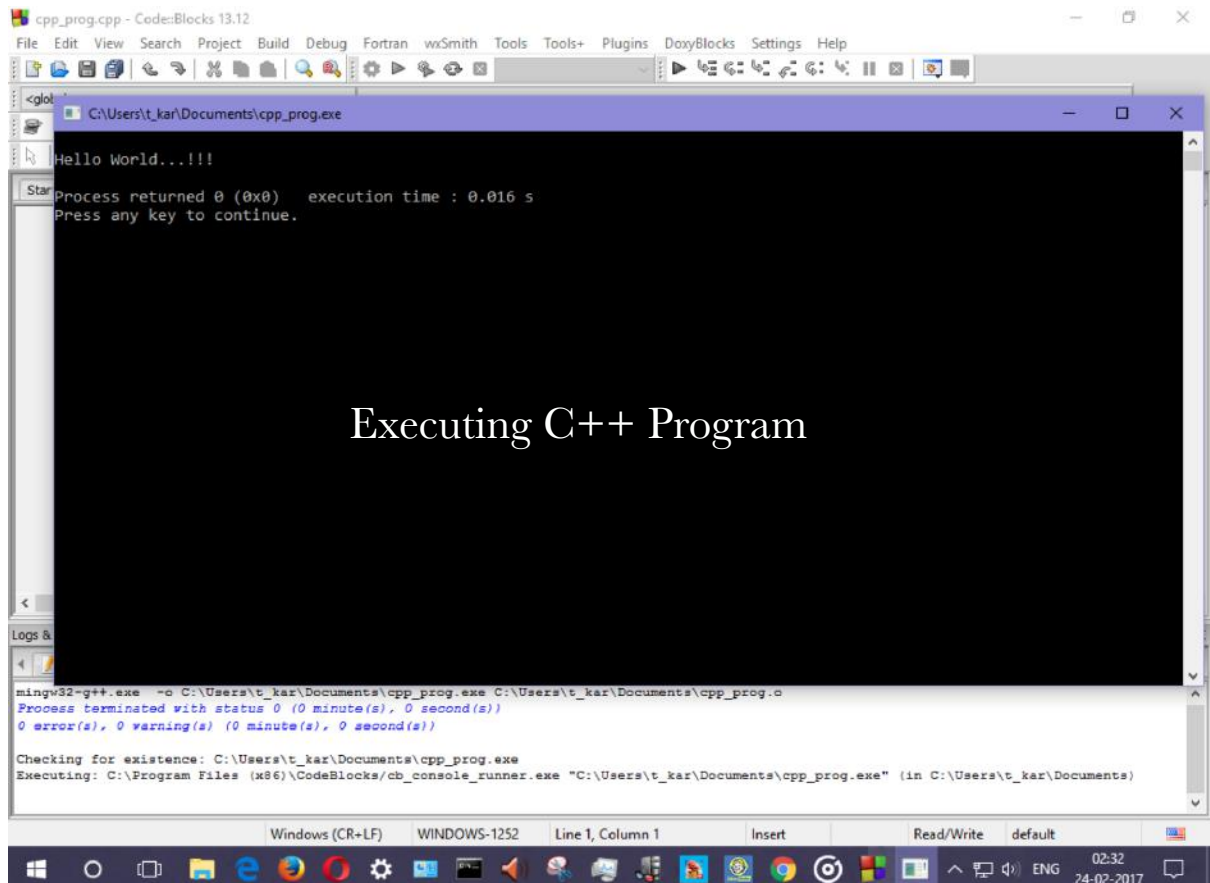 cpp_prog.cpp - Code::Blocks 13.12
File Edit View Search Project Build Debug Fortran wxSmith Tools Tools+ Plugins DoxyBlocks Settings Help
C:\Users\t_kar\Documents\cpp_prog.exe
Hello World...!!!
Process returned 0 (0x0)   execution time : 0.016 s
Press any key to continue.
Executing C++ Program
mingw32-g++.exe  -o C:\Users\t_kar\Documents\cpp_prog.exe C:\Users\t_kar\Documents\cpp_prog.o
Process terminated with status 0 (0 minute(s), 0 second(s))
0 error(s), 0 warning(s) (0 minute(s), 0 second(s))
Checking for existence: C:\Users\t_kar\Documents\cpp_prog.exe
Executing: C:\Program Files (x86)\CodeBlocks/cb_console_runner.exe "C:\Users\t_kar\Documents\cpp_prog.exe" (in C:\Users\t_kar\Documents)
Windows (CR+LF) WINDOWS-1252 Line 1, Column 1 Insert Read/Write default
ENG 02:32
24-02-2017